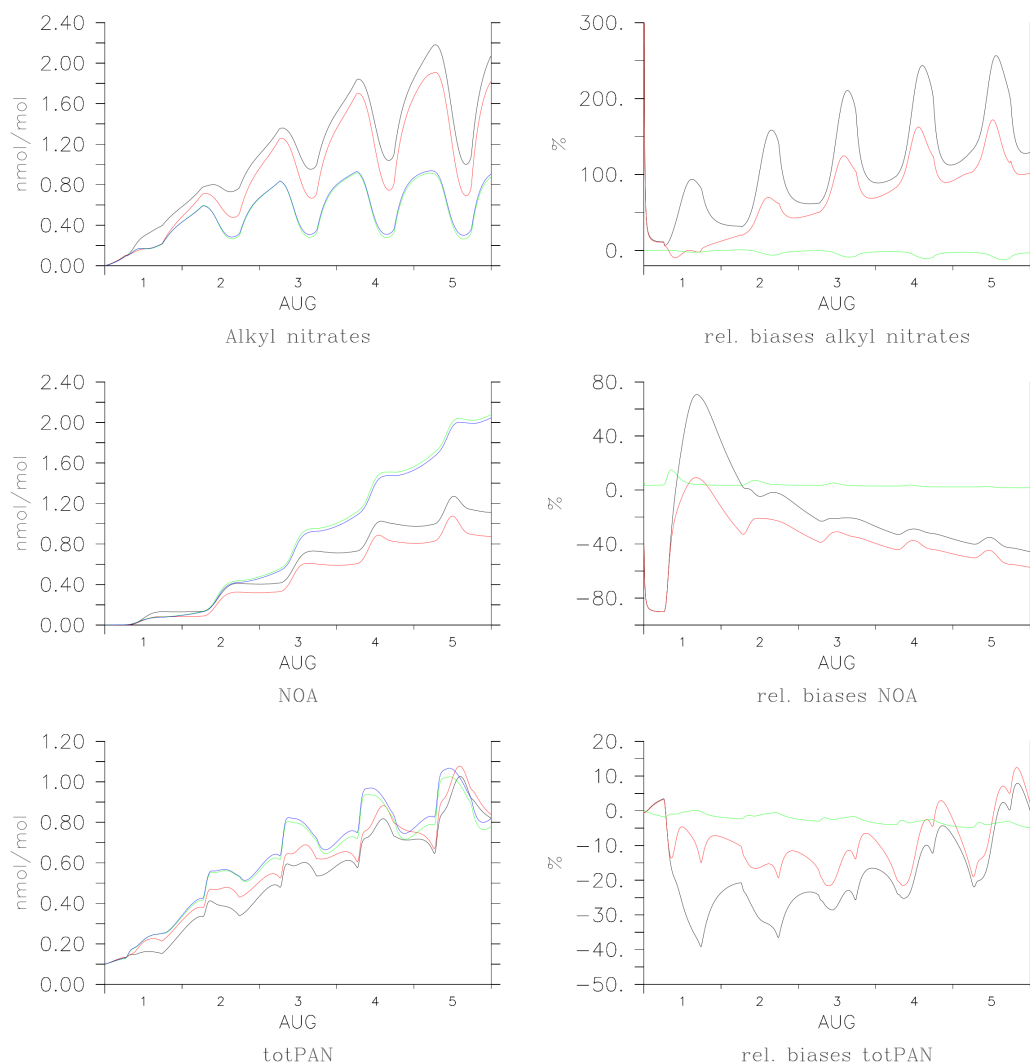 2.40
2.00
1.60
1.20
0.80
0.40
0.00
nmol/mol
1 2 3 4 5
AUG
Alkyl nitrates
300.
200.
100.
0.
%
1 2 3 4 5
AUG
rel. biases alkyl nitrates
2.40
2.00
1.60
1.20
0.80
0.40
0.00
nmol/mol
1 2 3 4 5
AUG
NOA
80.
40.
0.
−40.
−80.
%
1 2 3 4 5
AUG
rel. biases NOA
1.20
1.00
0.80
0.60
0.40
0.20
0.00
nmol/mol
1 2 3 4 5
AUG
totPAN
20.
10.
0.
−10.
−20.
−30.
−40.
−50.
%
1 2 3 4 5
AUG
rel. biases totPAN